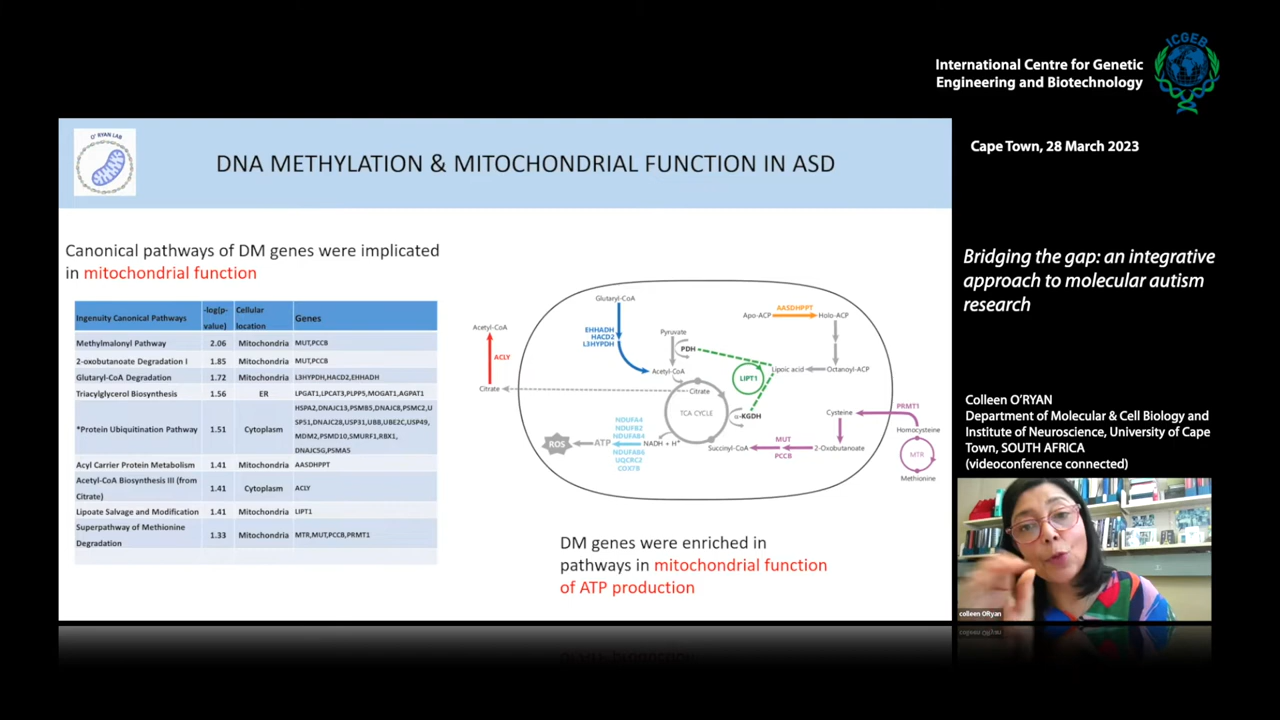 ICGEB
International Centre for Genetic
Engineering and Biotechnology
Cape Town, 28 March 2023
O' RYAN LAB
DNA METHYLATION & MITOCHONDRIAL FUNCTION IN ASD
Canonical pathways of DM genes were implicated
in mitochondrial function
Ingenuity Canonical Pathways -log(p-value) Cellular location Genes
Methylmalonyl Pathway 2.06 Mitochondria MUT,PCCB
2-oxobutanoate Degradation I 1.85 Mitochondria MUT,PCCB
Glutaryl-CoA Degradation 1.72 Mitochondria L3HYPDH,HACD2,EHHADH
Triacylglycerol Biosynthesis 1.56 ER LPGAT1,LPCAT3,PLPP5,MOGAT1,AGPAT1
*Protein Ubiquitination Pathway 1.51 Cytoplasm HSPA2,DNAJC13,PSMB5,DNAJC8,PSMC2,U
SP51,DNAJC28,USP31,UBB,UBE2C,USP49,
MDM2,PSMD10,SMURF1,RBX1,
DNAJC5G,PSMA5
Acyl Carrier Protein Metabolism 1.41 Mitochondria AASDHPPT
Acetyl-CoA Biosynthesis III (from
Citrate) 1.41 Cytoplasm ACLY
Lipoate Salvage and Modification 1.41 Mitochondria LIPT1
Superpathway of Methionine
Degradation 1.33 Mitochondria MTR,MUT,PCCB,PRMT1
Glutaryl-CoA
EHHADH
HACD2
L3HYPDH
Acetyl-CoA
ACLY
Citrate
Pyruvate
PDH
Acetyl-CoA
Citrate
TCA CYCLE
α-KGDH
LIPT1
AASDHPPT
Apo-ACP
Holo-ACP
Lipoic acid
Octanoyl-ACP
Cysteine
PRMT1
Homocysteine
MTR
Methionine
2-Oxobutanoate
MUT
PCCB
Succinyl-CoA
NADH + H+
NDUFA4
NDUFB2
NDUFAB4
NDUFAB6
UQCRC2
COX7B
ATP
ROS
DM genes were enriched in
pathways in mitochondrial function
of ATP production
Bridging the gap: an integrative
approach to molecular autism
research
Colleen O'RYAN
Department of Molecular & Cell Biology and
Institute of Neuroscience, University of Cape
Town, SOUTH AFRICA
(videoconference connected)
colleen ORyan